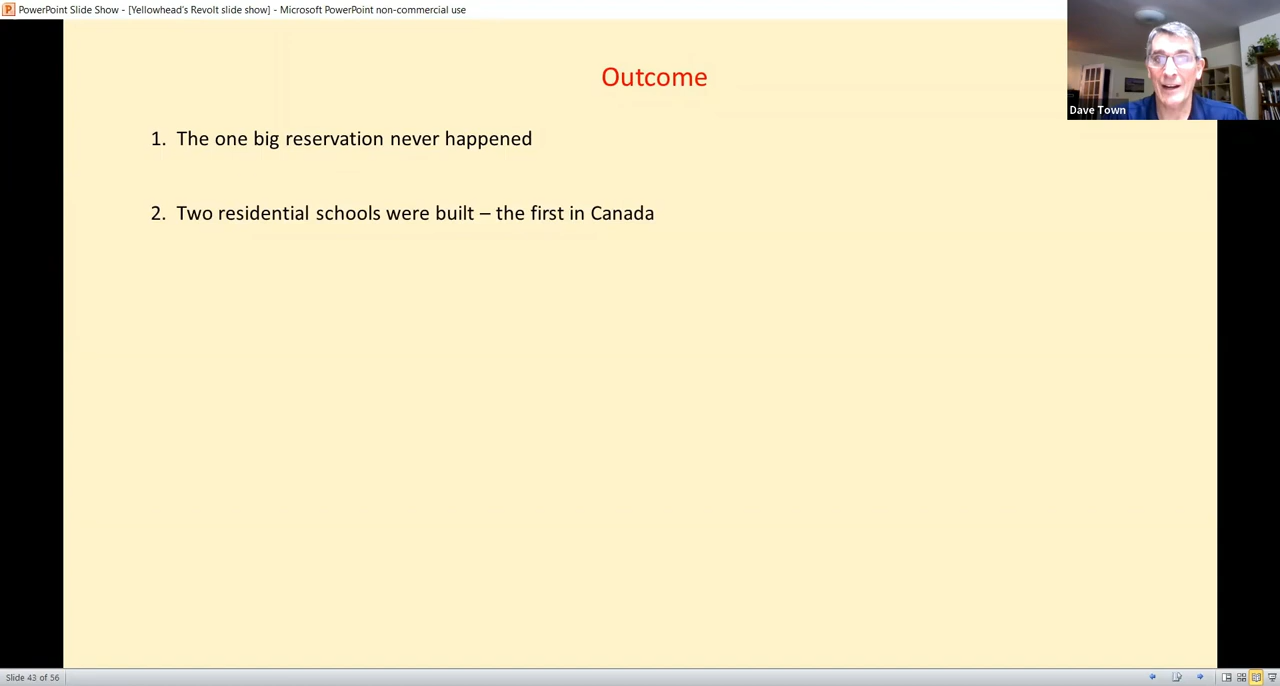 PowerPoint Slide Show - [Yellowhead's Revolt slide show] - Microsoft PowerPoint non-commercial use
Outcome
Dave Town
1. The one big reservation never happened
2. Two residential schools were built – the first in Canada
Slide 43 of 56